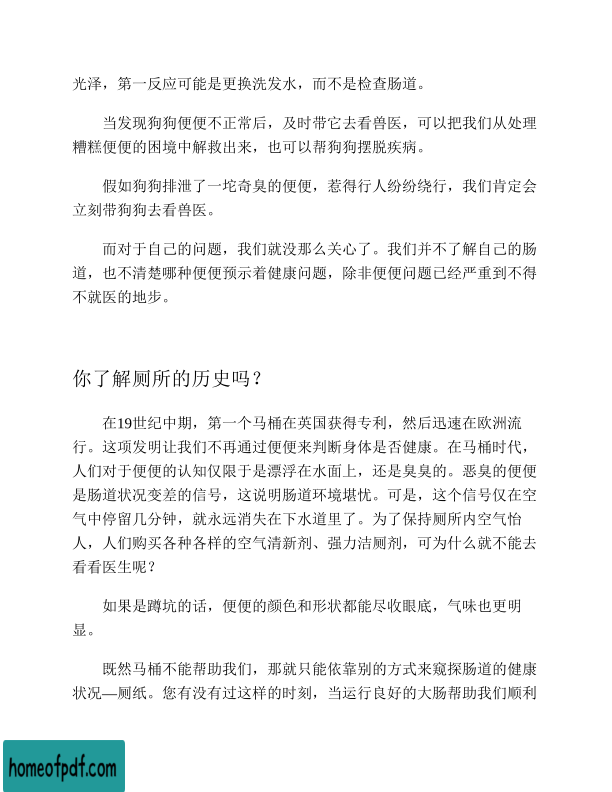 光泽，第一反应可能是更换洗发水，而不是检查肠道。
当发现狗狗便便不正常后，及时带它去看兽医，可以把我们从处理
糟糕便便的困境中解救出来，也可以帮狗狗摆脱疾病。
假如狗狗排泄了一坨奇臭的便便，惹得行人纷纷绕行，我们肯定会
立刻带狗狗去看兽医。
而对于自己的问题，我们就没那么关心了。我们并不了解自己的肠
道，也不清楚哪种便便预示着健康问题，除非便便问题已经严重到不得
不就医的地步。
你了解厕所的历史吗？
在19世纪中期，第一个马桶在英国获得专利，然后迅速在欧洲流
行。这项发明让我们不再通过便便来判断身体是否健康。在马桶时代，
人们对于便便的认知仅限于是漂浮在水面上，还是臭臭的。恶臭的便便
是肠道状况变差的信号，这说明肠道环境堪忧。可是，这个信号仅在空
气中停留几分钟，就永远消失在下水道里了。为了保持厕所内空气怡
人，人们购买各种各样的空气清新剂、强力洁厕剂，可为什么就不能去
看看医生呢？
如果是蹲坑的话，便便的颜色和形状都能尽收眼底，气味也更明
显。
既然马桶不能帮助我们，那就只能依靠别的方式来窥探肠道的健康
状况—厕纸。您有没有过这样的时刻，当运行良好的大肠帮助我们顺利
homeofpdf.com